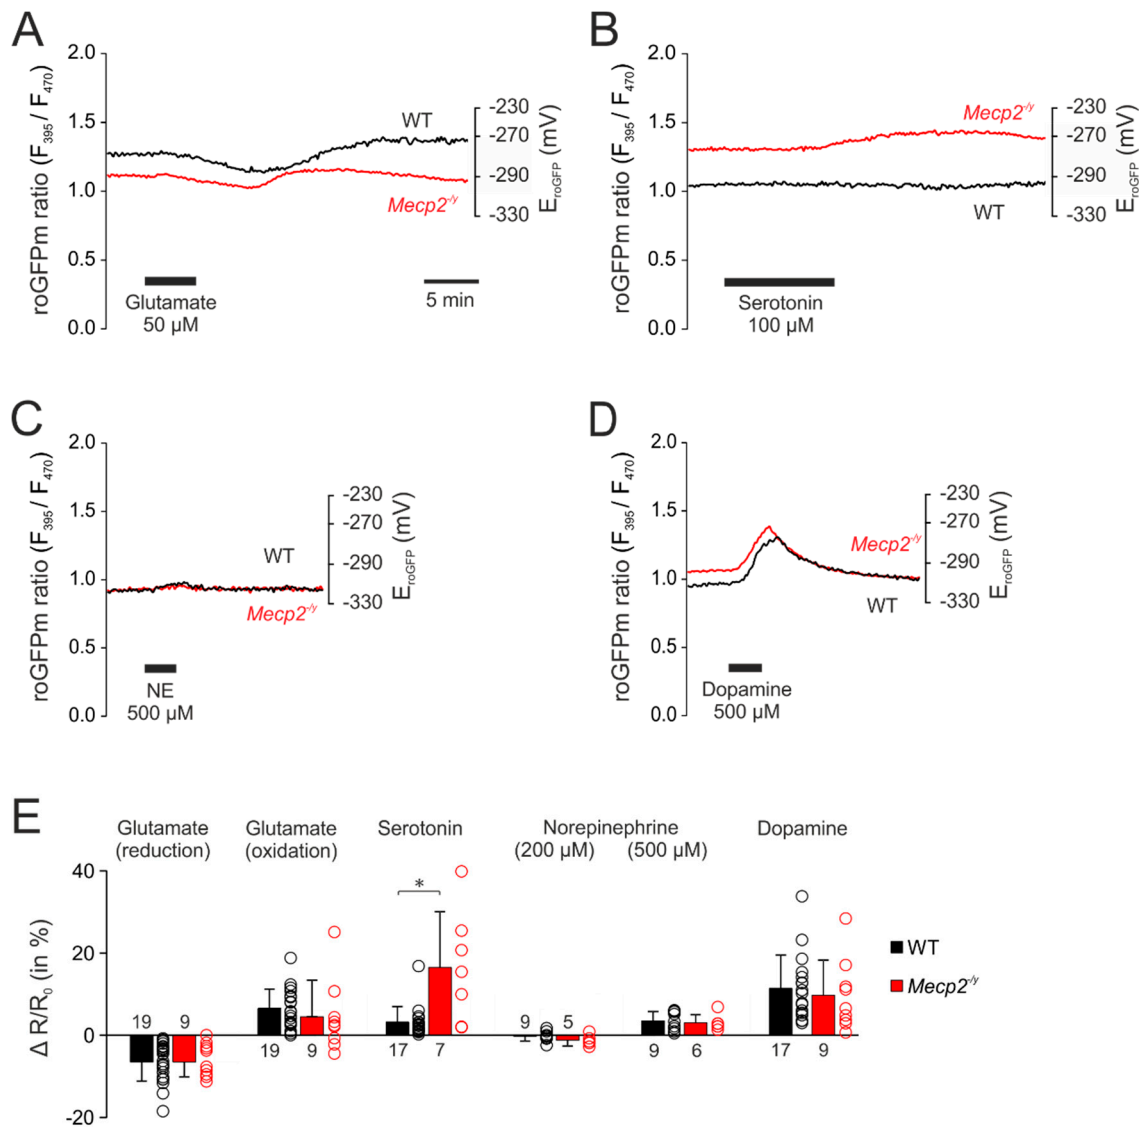 A
roGFPm ratio (F395 / F470)
2.0
1.5
1.0
0.5
0.0
WT
Mecp2-/y
-230
-270
-290
-330
EroGFP (mV)
Glutamate
50 µM
5 min
B
roGFPm ratio (F395 / F470)
2.0
1.5
1.0
0.5
0.0
Mecp2-/y
WT
-230
-270
-290
-330
EroGFP (mV)
Serotonin
100 µM
C
roGFPm ratio (F395 / F470)
2.0
1.5
1.0
0.5
0.0
WT
Mecp2-/y
-230
-270
-290
-330
EroGFP (mV)
NE
500 µM
D
roGFPm ratio (F395 / F470)
2.0
1.5
1.0
0.5
0.0
Mecp2-/y
WT
-230
-270
-290
-330
EroGFP (mV)
Dopamine
500 µM
E
Glutamate
(reduction)
Glutamate
(oxidation)
Serotonin
Norepinephrine
(200 µM) (500 µM)
Dopamine
Δ R/R0 (in %)
40
20
0
-20
*
19 9
19 9
17 7
9 5
9 6
17 9
WT
Mecp2-/y